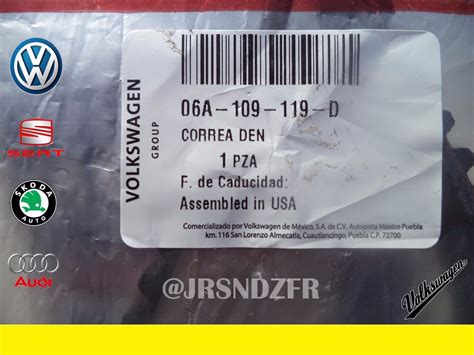 06A-109-119-D
CORREA DEN
1 PZA
F. de Caducidad:
Assembled in USA
Comercializado por Volkswagen de México, S.A. de C.V. Autopista México Puebla
km. 116 San Lorenzo Almecatla, Cuautlancingo, Puebla C.P. 72700
VOLKSWAGEN
GROUP
SEAT
SKODA
AUTO
Audi
@JRSNDZFR
Volkswagen